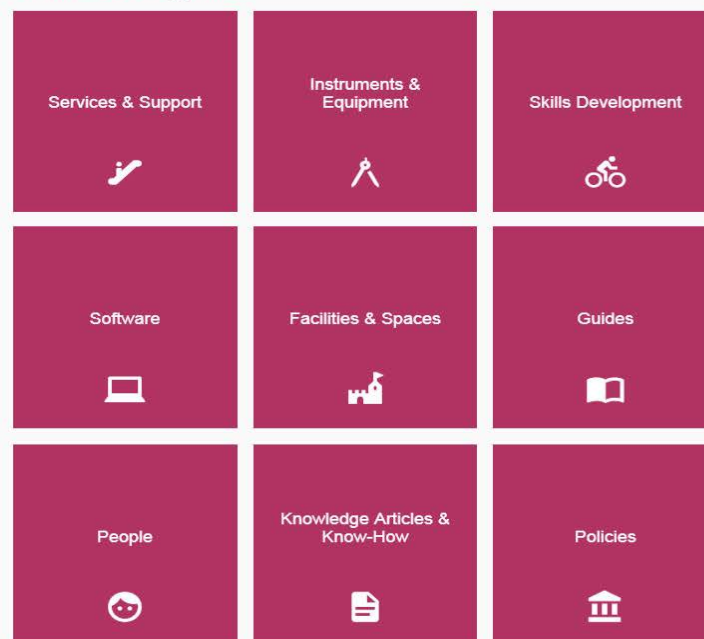 Services & Support
Instruments &
Equipment
Skills Development
Software
Facilities & Spaces
Guides
People
Knowledge Articles &
Know-How
Policies